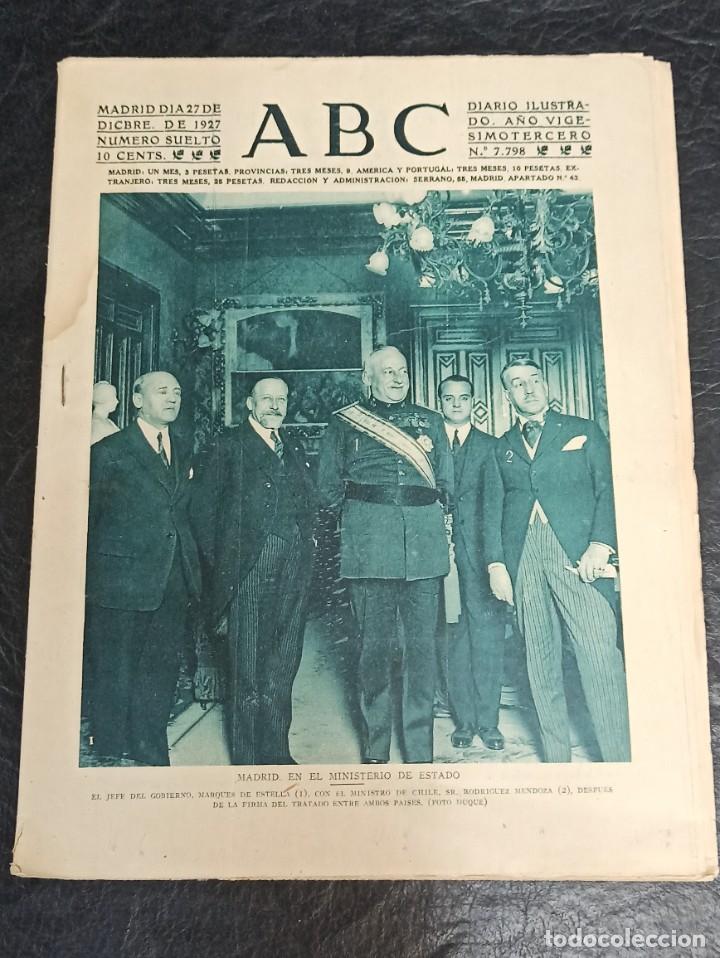 MADRID DIA 27 DE
DICBRE. DE 1927
NUMERO SUELTO
10 CENTS.
ABC
DIARIO ILUSTRA-
DO. AÑO VIGE-
SIMOTERCERO
N.º 7.798
MADRID: UN MES, 3 PESETAS. PROVINCIAS: TRES MESES, 9. AMERICA Y PORTUGAL: TRES MESES, 10 PESETAS. EX-
TRANJERO: TRES MESES, 25 PESETAS. REDACCION Y ADMINISTRACION: SERRANO, 55, MADRID. APARTADO N.º 43
1
2
I
MADRID. EN EL MINISTERIO DE ESTADO
EL JEFE DEL GOBIERNO, MARQUES DE ESTELLA (1), CON EL MINISTRO DE CHILE, SR. RODRIGUEZ MENDOZA (2), DESPUES
DE LA FIRMA DEL TRATADO ENTRE AMBOS PAISES. (FOTO DUQUE)
todocoleccion.net